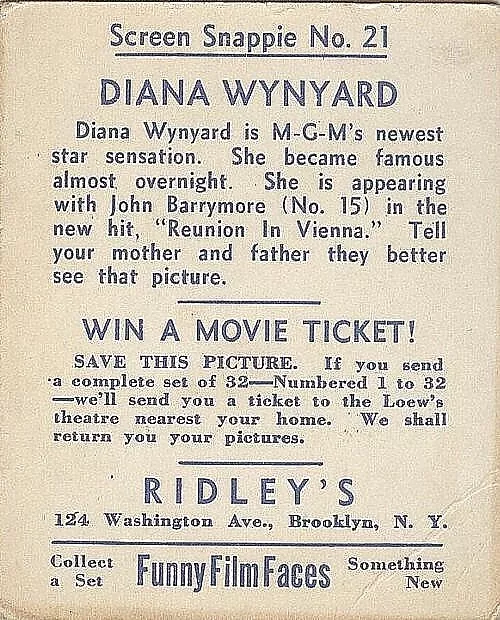 Screen Snappie No. 21
DIANA WYNYARD
Diana Wynyard is M-G-M's newest
star sensation. She became famous
almost overnight. She is appearing
with John Barrymore (No. 15) in the
new hit, "Reunion In Vienna." Tell
your mother and father they better
see that picture.
WIN A MOVIE TICKET!
SAVE THIS PICTURE. If you send
a complete set of 32—Numbered 1 to 32
—we'll send you a ticket to the Loew's
theatre nearest your home. We shall
return you your pictures.
RIDLEY'S
124 Washington Ave., Brooklyn, N. Y.
Collect
a Set
Funny Film Faces
Something
New